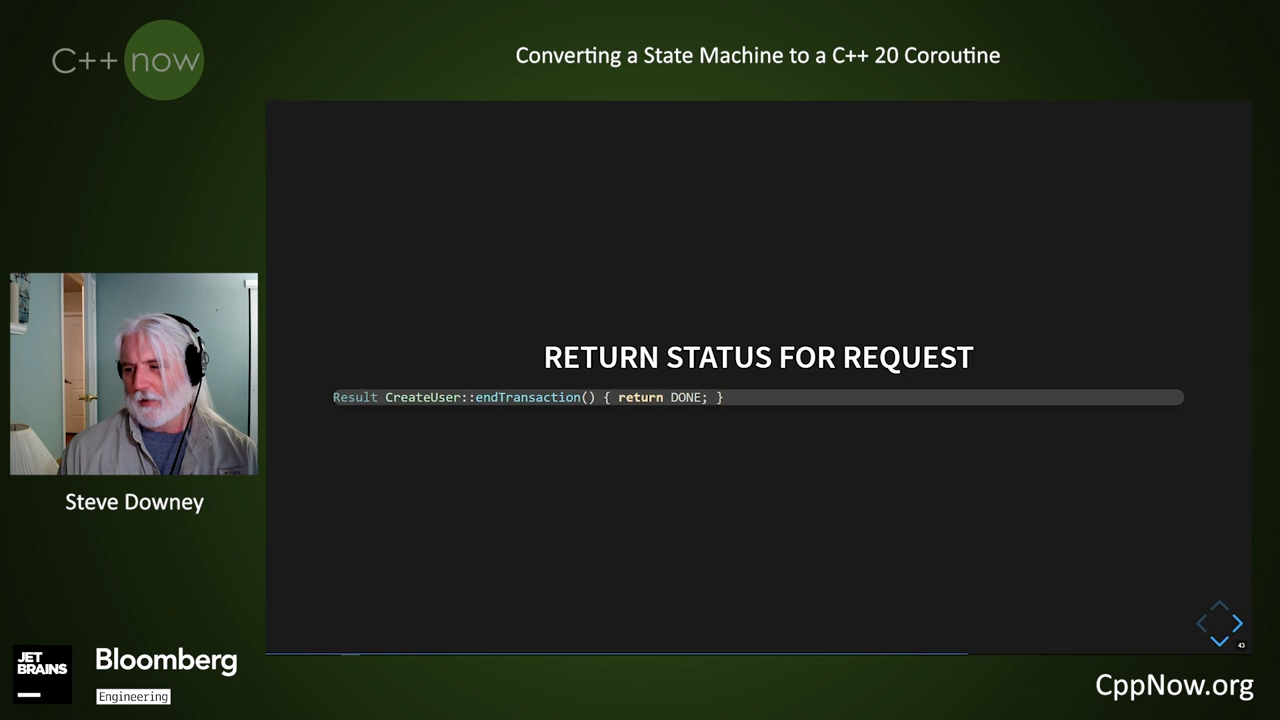 C++ now
Converting a State Machine to a C++ 20 Coroutine
RETURN STATUS FOR REQUEST
Result CreateUser::endTransaction() { return DONE; }
Steve Downey
43
JET
BRAINS
Bloomberg
Engineering
CppNow.org